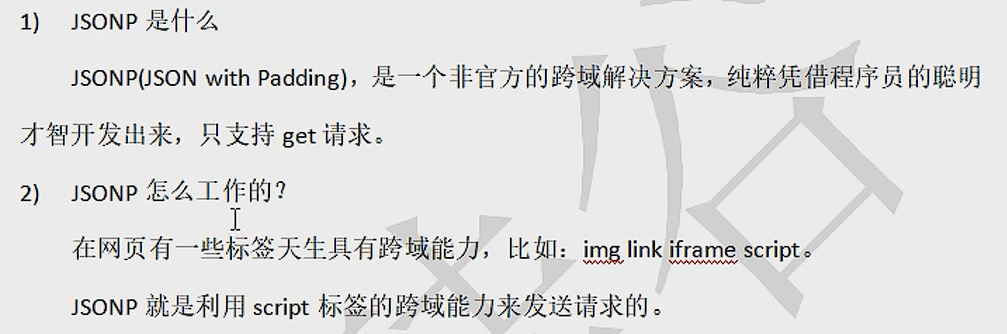 1) JSONP 是什么
JSONP(JSON with Padding)，是一个非官方的跨域解决方案，纯粹凭借程序员的聪明
才智开发出来，只支持 get 请求。
2) JSONP 怎么工作的？
在网页有一些标签天生具有跨域能力，比如：img link iframe script。
JSONP 就是利用 script 标签的跨域能力来发送请求的。